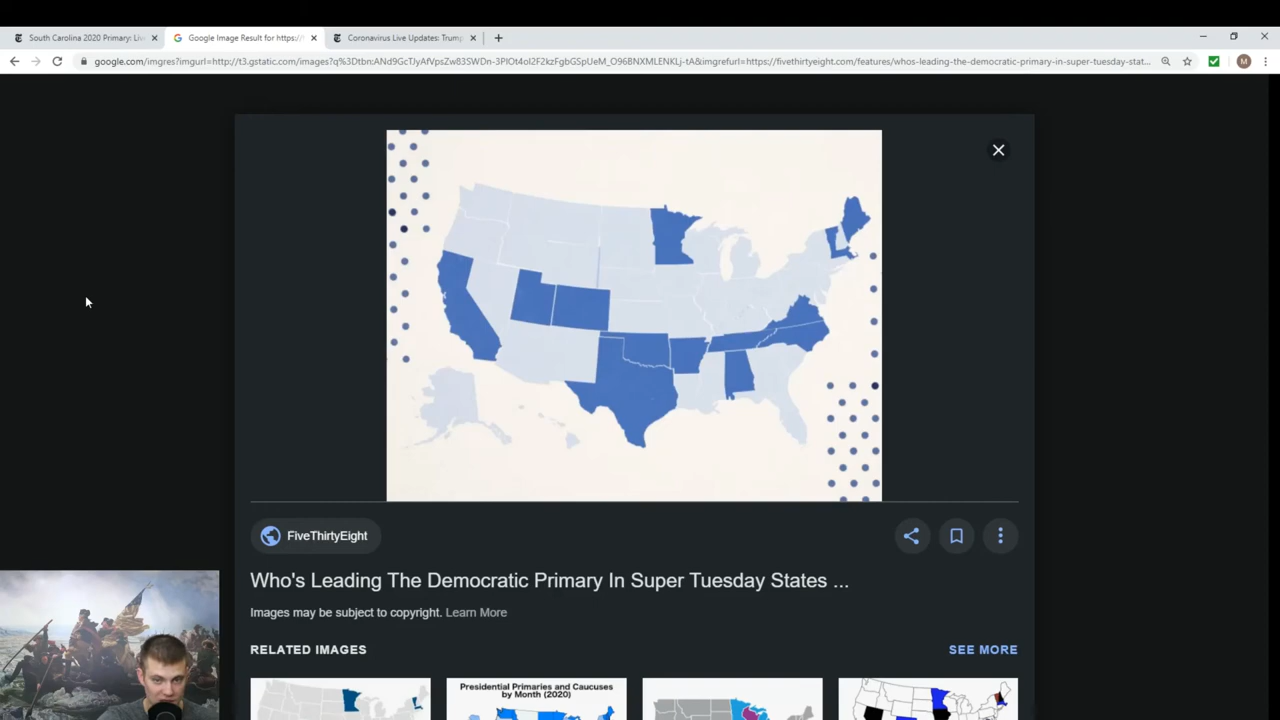 South Carolina 2020 Primary: Liv
Google Image Result for https://
Coronavirus Live Updates: Trump
google.com/imgres?imgurl=http://t3.gstatic.com/images?q%3Dtbn:ANd9GcTJyAfVpsZw83SWDn-3PIOt4oI2F2kzFgbGSpUeM_O96BNXMLENKLj-tA&imgrefurl=https://fivethirtyeight.com/features/whos-leading-the-democratic-primary-in-super-tuesday-stat...
M
FiveThirtyEight
Who's Leading The Democratic Primary In Super Tuesday States ...
Images may be subject to copyright. Learn More
RELATED IMAGES
SEE MORE
Presidential Primaries and Caucuses
by Month (2020)